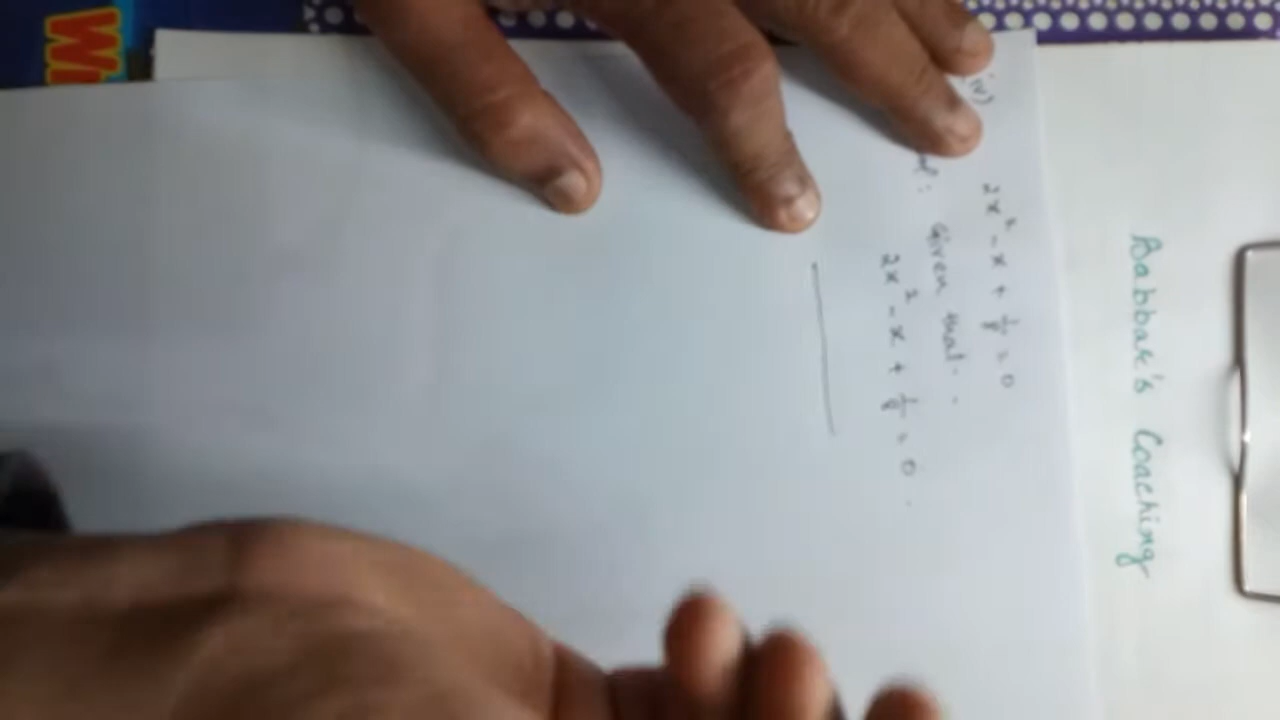 Babbar's Coaching
iv) 2x² - x + 1/8 = 0
Given that.
2x² - x + 1/8 = 0.